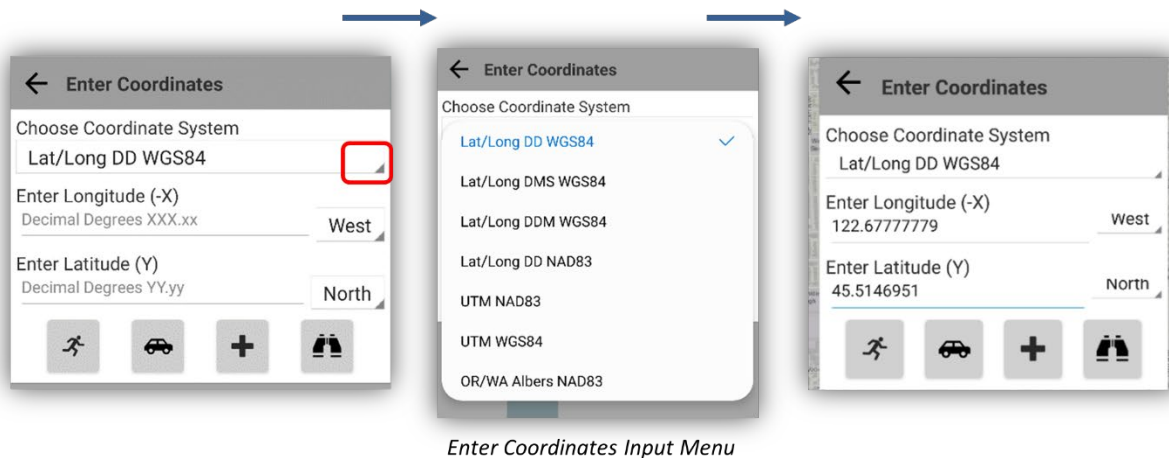 Enter Coordinates
Choose Coordinate System
Lat/Long DD WGS84
Enter Longitude (-X)
Decimal Degrees XXX.xx
West
Enter Latitude (Y)
Decimal Degrees YY.yy
North
Enter Coordinates
Choose Coordinate System
Lat/Long DD WGS84
Lat/Long DMS WGS84
Lat/Long DDM WGS84
Lat/Long DD NAD83
UTM NAD83
UTM WGS84
OR/WA Albers NAD83
Enter Coordinates
Choose Coordinate System
Lat/Long DD WGS84
Enter Longitude (-X)
122.67777779
West
Enter Latitude (Y)
45.5146951
North
Enter Coordinates Input Menu